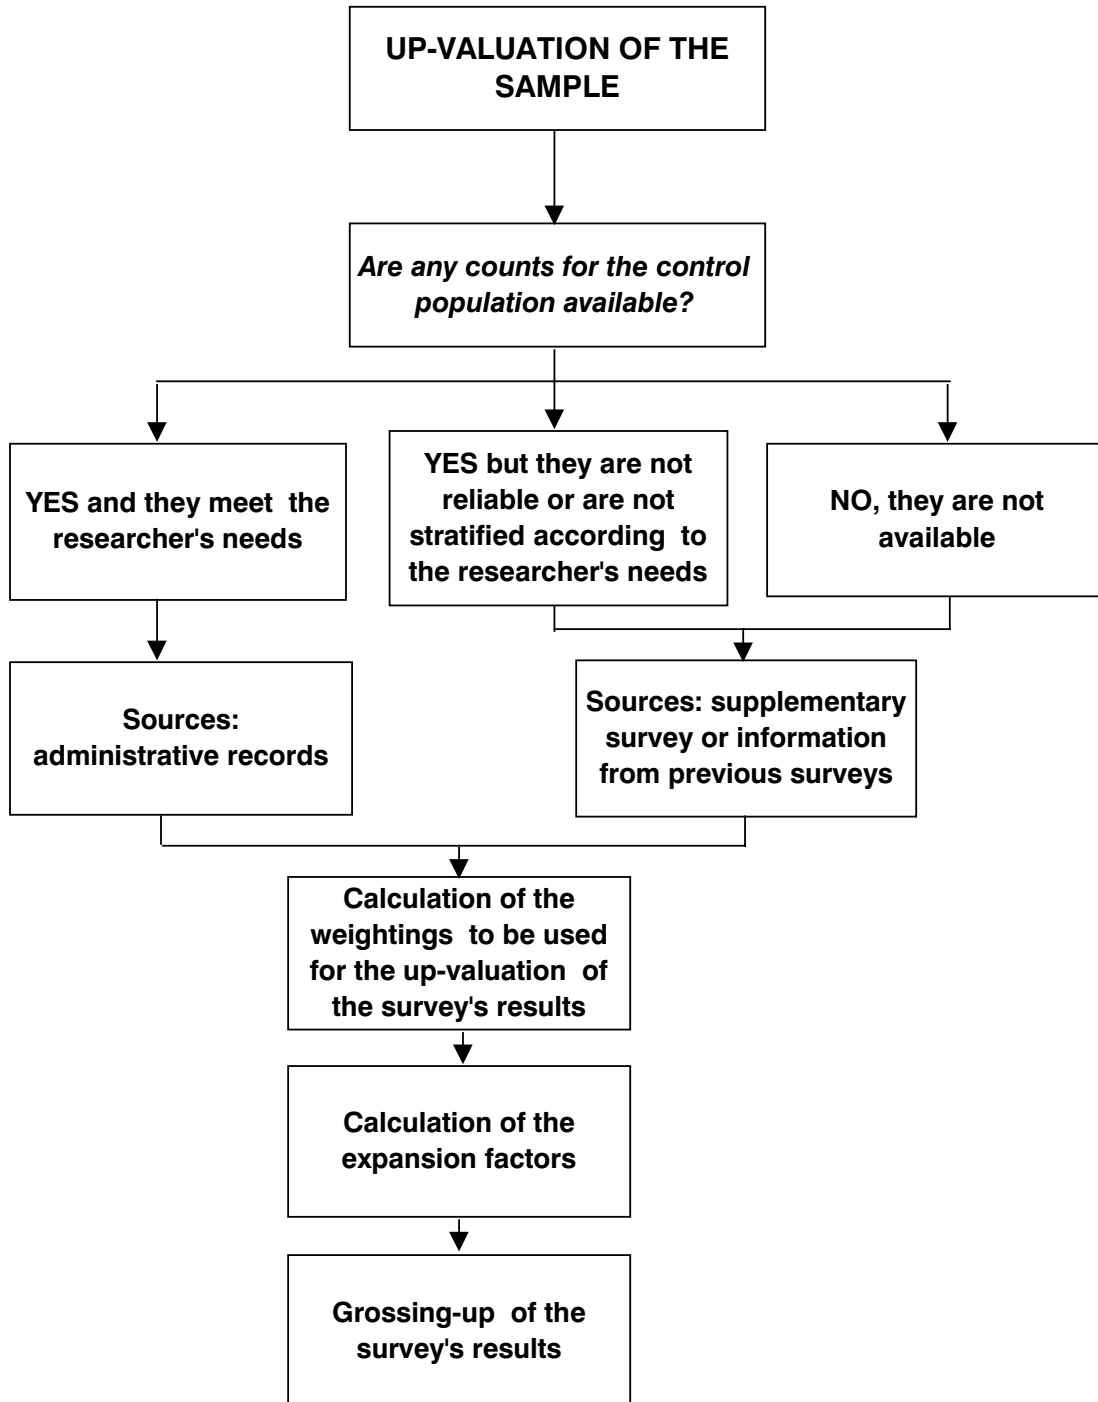 UP-VALUATION OF THE
SAMPLE
Are any counts for the control
population available?
YES and they meet the
researcher's needs
YES but they are not
reliable or are not
stratified according to
the researcher's needs
NO, they are not
available
Sources:
administrative records
Sources: supplementary
survey or information
from previous surveys
Calculation of the
weightings to be used
for the up-valuation of
the survey's results
Calculation of the
expansion factors
Grossing-up of the
survey's results